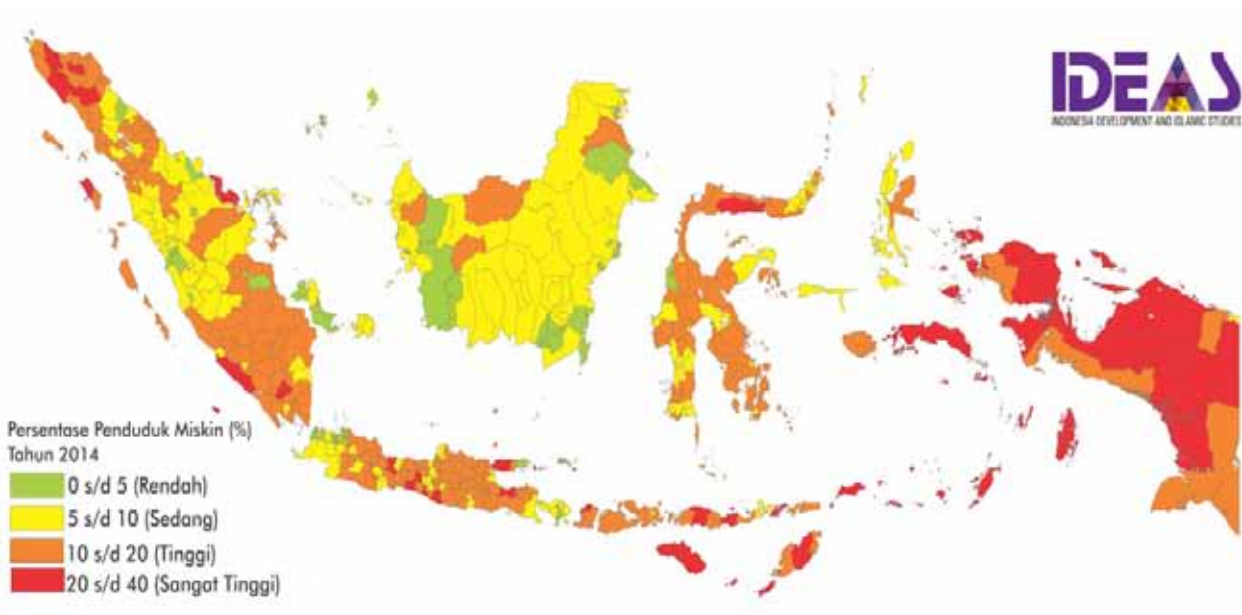 IDEAS
INDONESIA DEVELOPMENT AND ISLAMIC STUDIES
Persentase Penduduk Miskin (%)
Tahun 2014
0 s/d 5 (Rendah)
5 s/d 10 (Sedang)
10 s/d 20 (Tinggi)
20 s/d 40 (Sangat Tinggi)